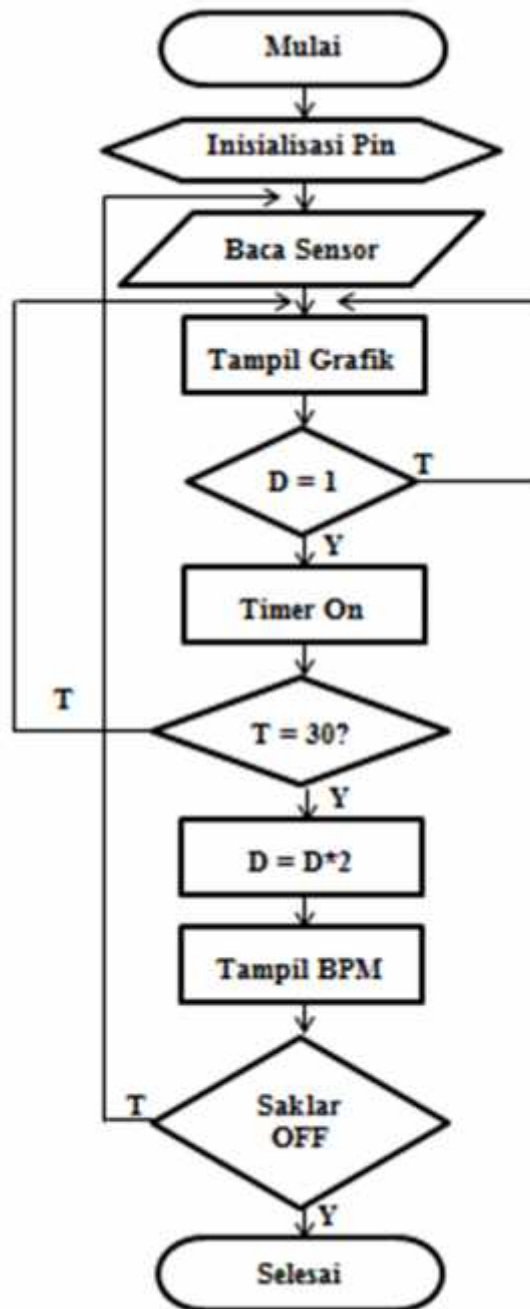 Mulai
Inisialisasi Pin
Baca Sensor
Tampil Grafik
D = 1
T
Y
Timer On
T
T = 30?
Y
D = D*2
Tampil BPM
T
Saklar
OFF
Y
Selesai